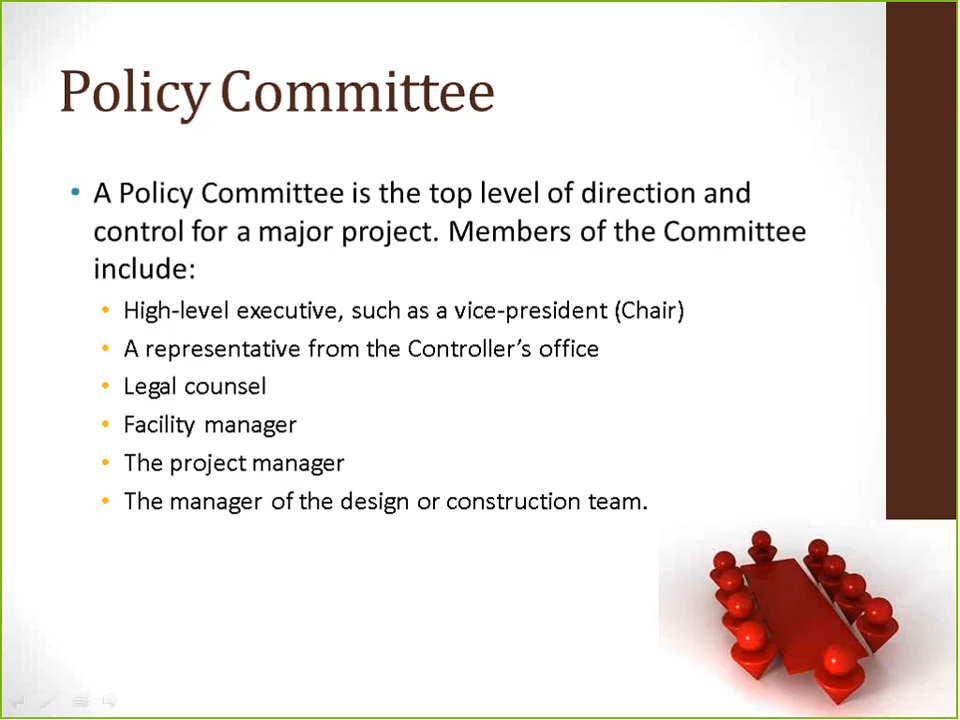 Policy Committee
• A Policy Committee is the top level of direction and
control for a major project. Members of the Committee
include:
• High-level executive, such as a vice-president (Chair)
• A representative from the Controller’s office
• Legal counsel
• Facility manager
• The project manager
• The manager of the design or construction team.